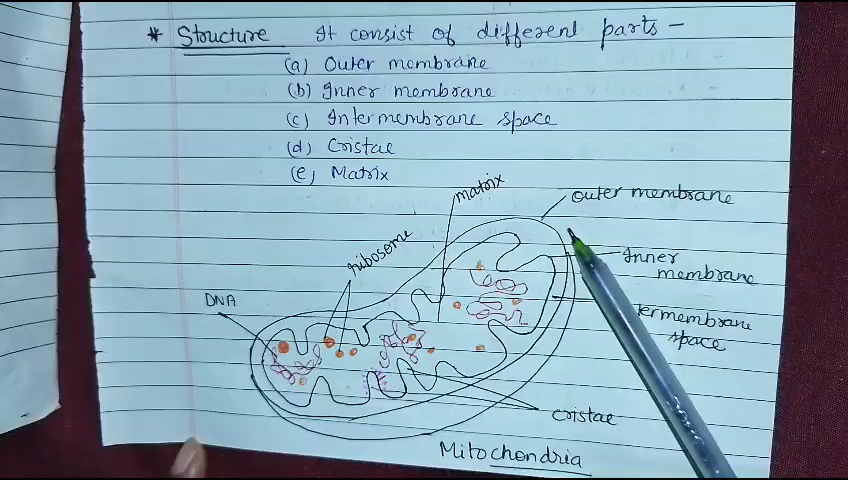 * Structure It consist of different parts -
(a) Outer membrane
(b) Inner membrane
(c) Intermembrane space
(d) Cristae
(e) Matrix
matrix
outer membrane
ribosome
Inner
membrane
DNA
termembrane
space
cristae
Mitochondria